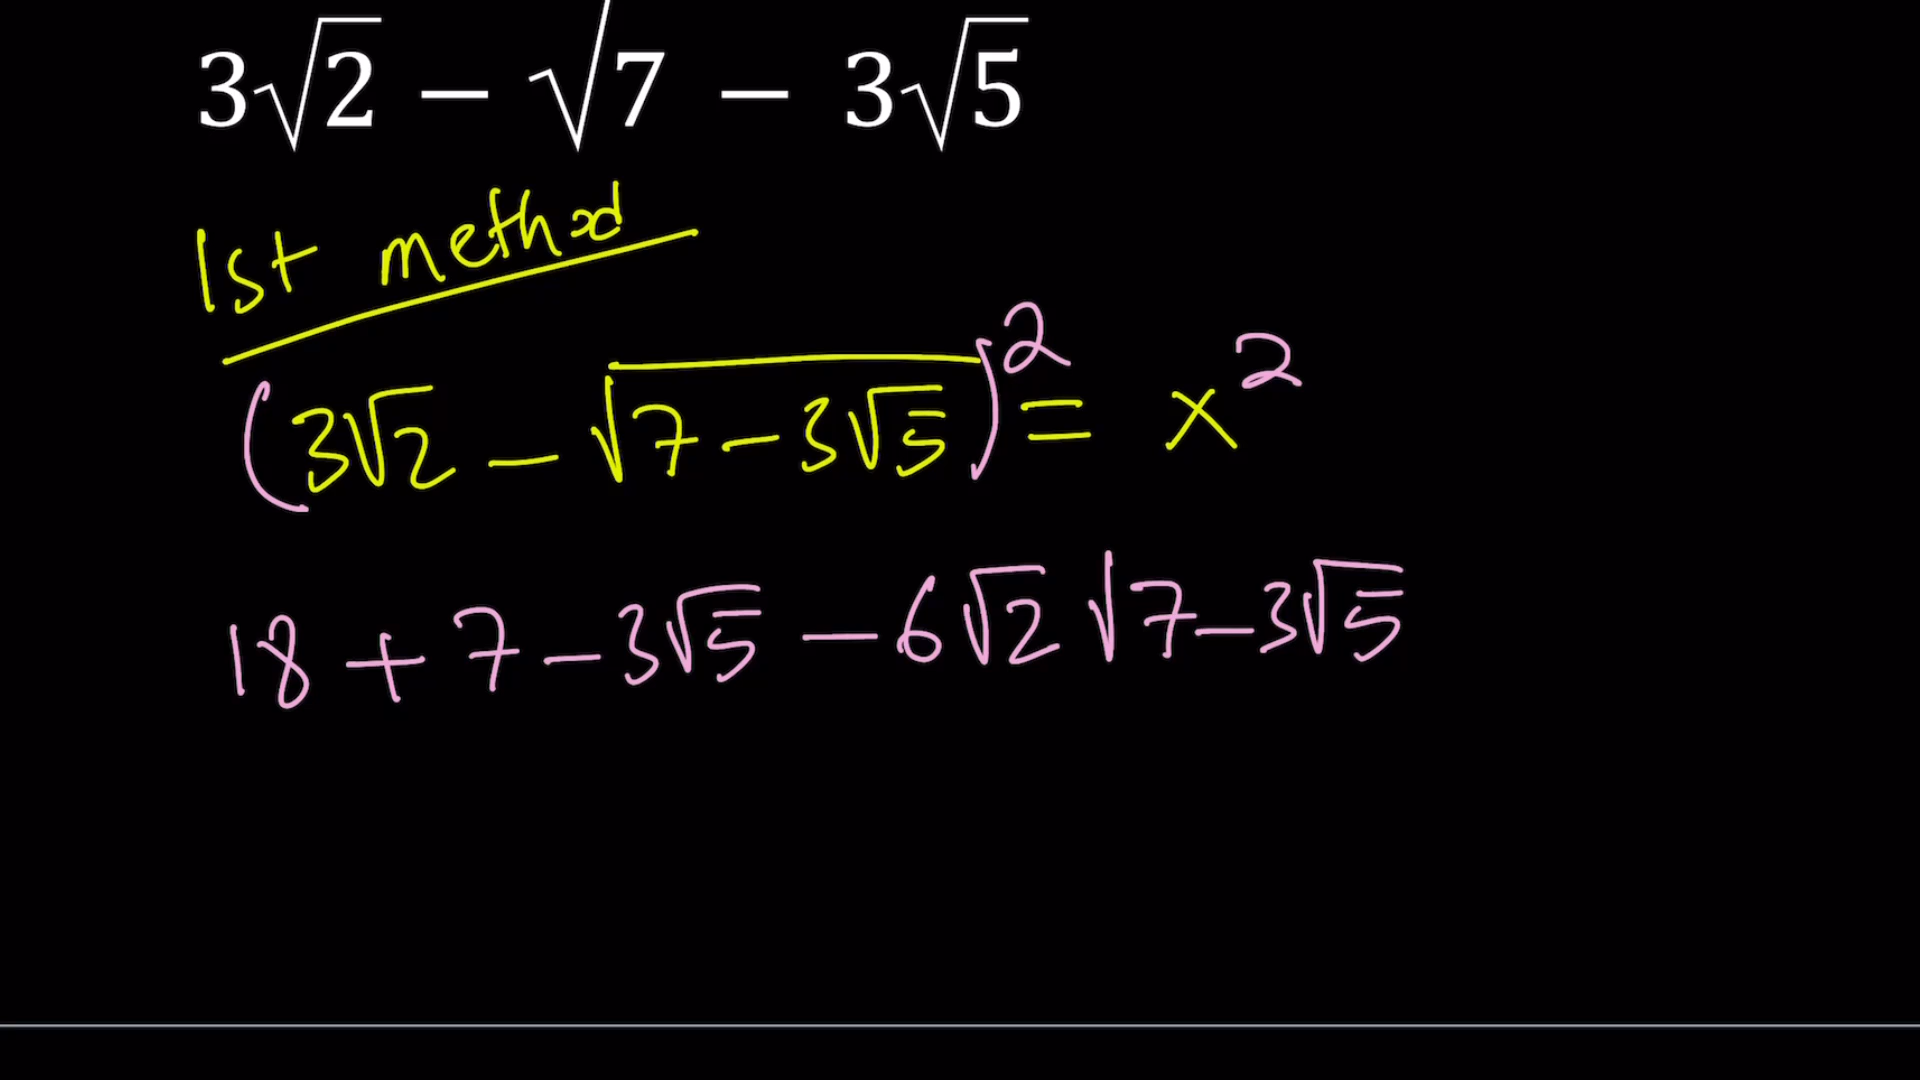 3√2 − √7 − 3√5
1st method
(3√2 − √(7 − 3√5))² = x²
18 + 7 − 3√5 − 6√2 √7 − 3√5